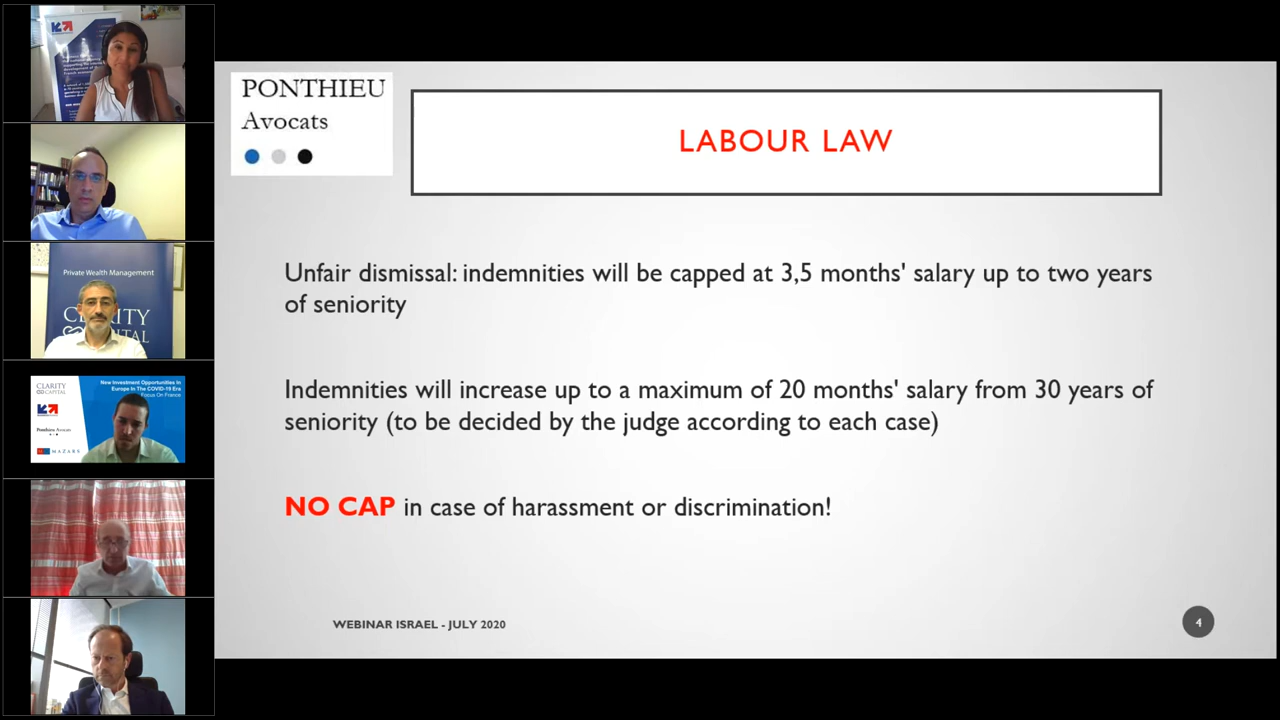 PONTHIEU
Avocats
LABOUR LAW
Unfair dismissal: indemnities will be capped at 3,5 months' salary up to two years
of seniority
Indemnities will increase up to a maximum of 20 months' salary from 30 years of
seniority (to be decided by the judge according to each case)
NO CAP in case of harassment or discrimination!
WEBINAR ISRAEL - JULY 2020
4
Private Wealth Management
CLARITY
CLARITY
CAPITAL
New Investment Opportunities In
Europe In The COVID-19 Era
Focus On France
Ponthieu Avocats
MAZARS